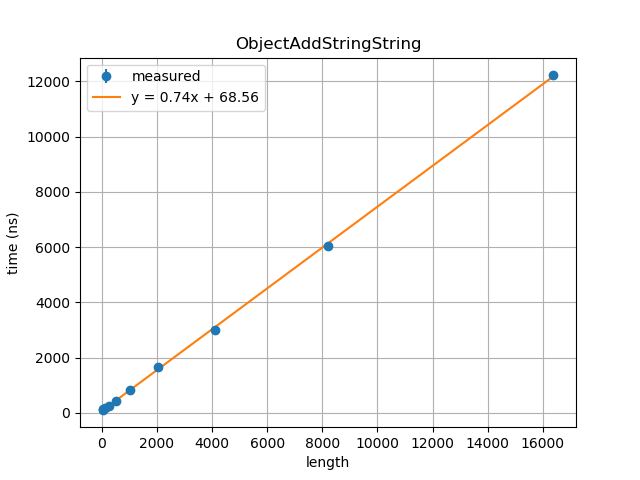 ObjectAddStringString
measured
y = 0.74x + 68.56
time (ns)
12000
10000
8000
6000
4000
2000
0
0 2000 4000 6000 8000 10000 12000 14000 16000
length